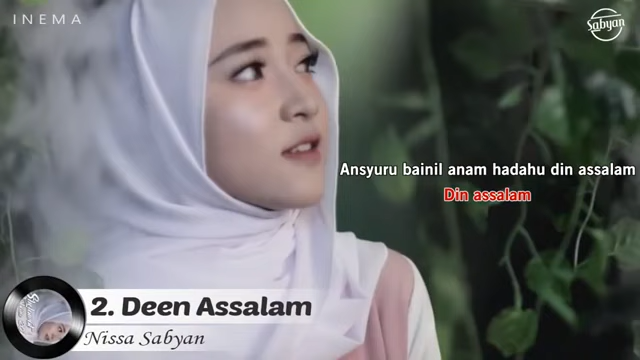 INEMA
Sabyan
Ansyuru bainil anam hadahu din assalam
Din assalam
2. Deen Assalam
Nissa Sabyan